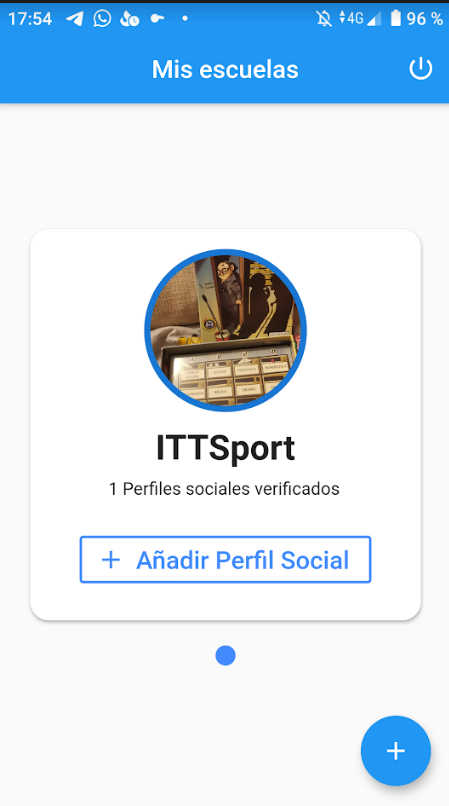 17:54 4G 96 %
Mis escuelas
ITTSport
1 Perfiles sociales verificados
+ Añadir Perfil Social
+